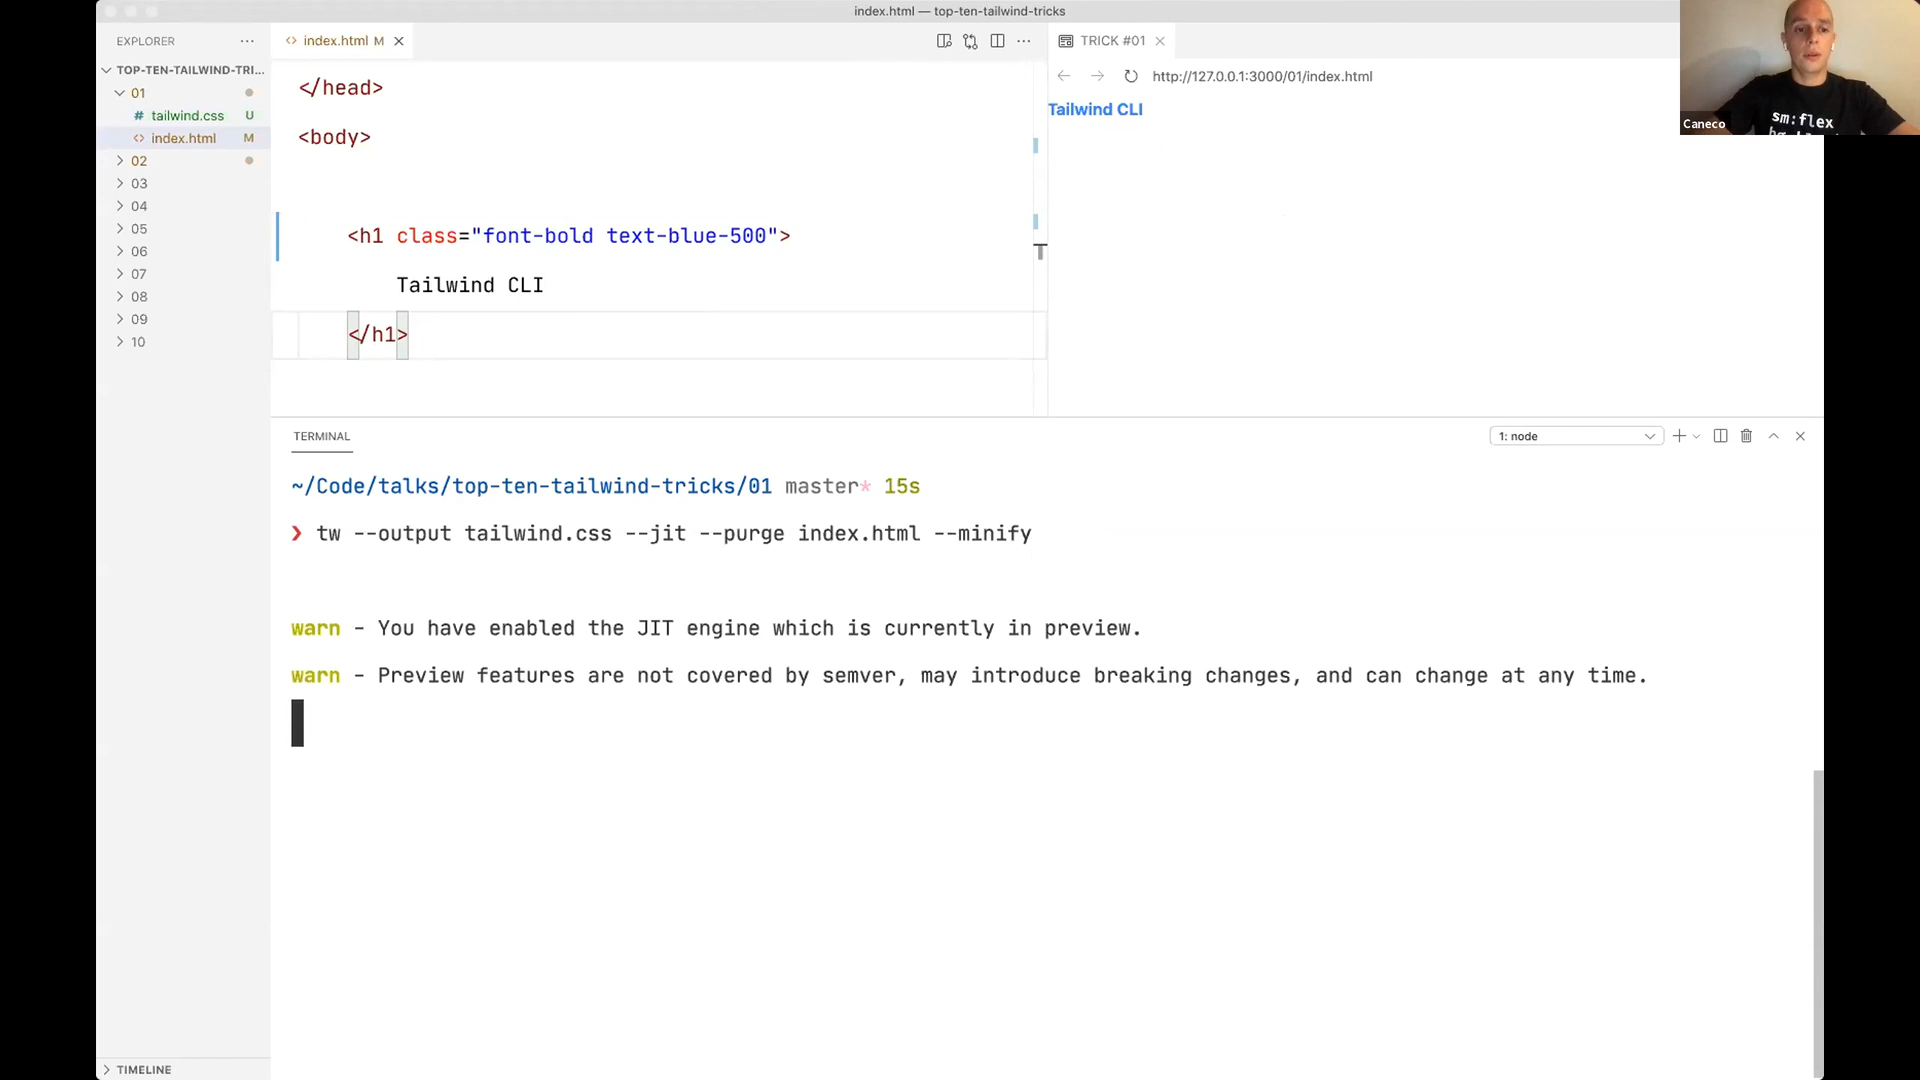 index.html — top-ten-tailwind-tricks
EXPLORER
TOP-TEN-TAILWIND-TRI...
01
# tailwind.css U
<> index.html M
02
03
04
05
06
07
08
09
10
TIMELINE
<> index.html M
</head>
<body>
<h1 class="font-bold text-blue-500">
Tailwind CLI
</h1>
TRICK #01
http://127.0.0.1:3000/01/index.html
Tailwind CLI
Caneco
sm:flex
TERMINAL
1: node
~/Code/talks/top-ten-tailwind-tricks/01 master* 15s
❯ tw --output tailwind.css --jit --purge index.html --minify
warn - You have enabled the JIT engine which is currently in preview.
warn - Preview features are not covered by semver, may introduce breaking changes, and can change at any time.